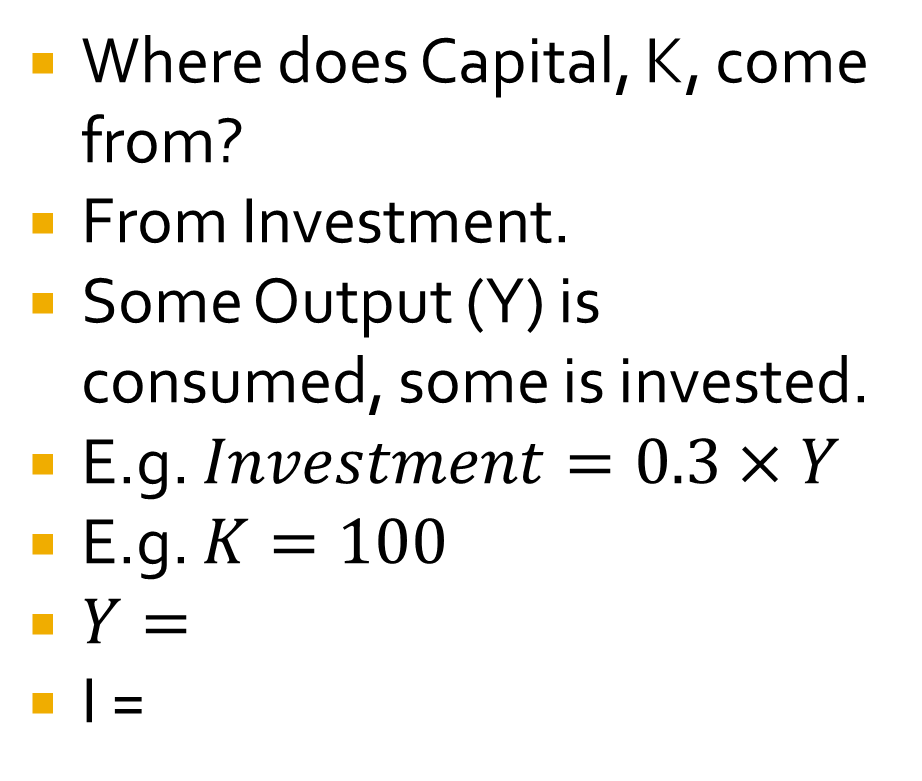 Where does Capital, K, come
from?
From Investment.
Some Output (Y) is
consumed, some is invested.
E.g. Investment = 0.3 × Y
E.g. K = 100
Y =
I =